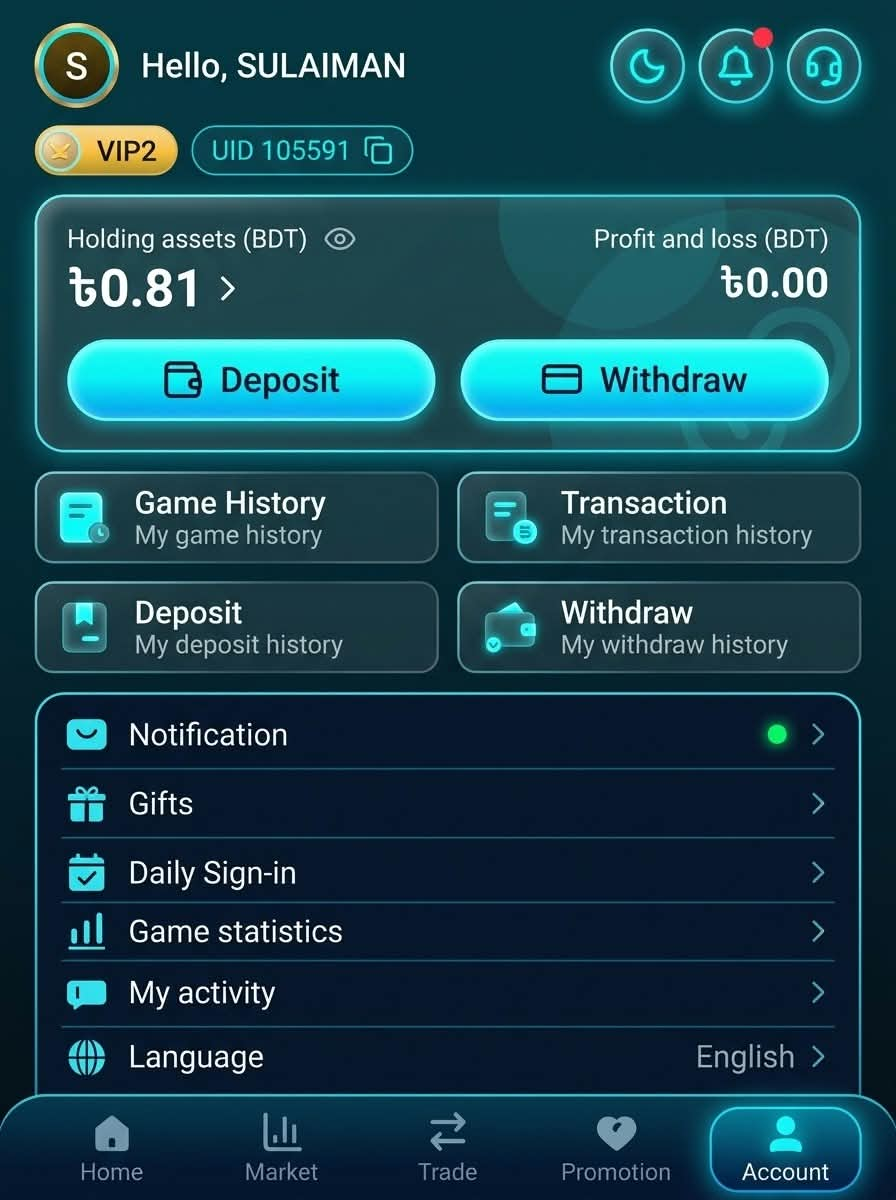 S
Hello, SULAIMAN
VIP2
UID 105591
Holding assets (BDT)
Profit and loss (BDT)
৳0.81
৳0.00
Deposit
Withdraw
Game History
My game history
Transaction
My transaction history
Deposit
My deposit history
Withdraw
My withdraw history
Notification
Gifts
Daily Sign-in
Game statistics
My activity
Language
English
Home
Market
Trade
Promotion
Account